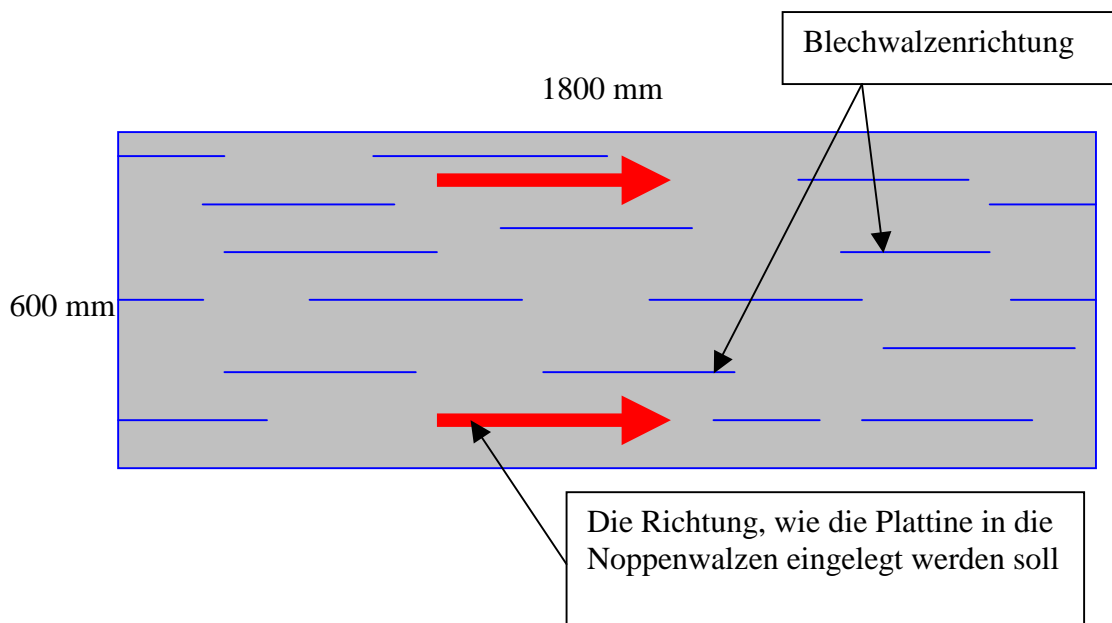 Blechwalzenrichtung
1800 mm
600 mm
Die Richtung, wie die Plattine in die
Noppenwalzen eingelegt werden soll